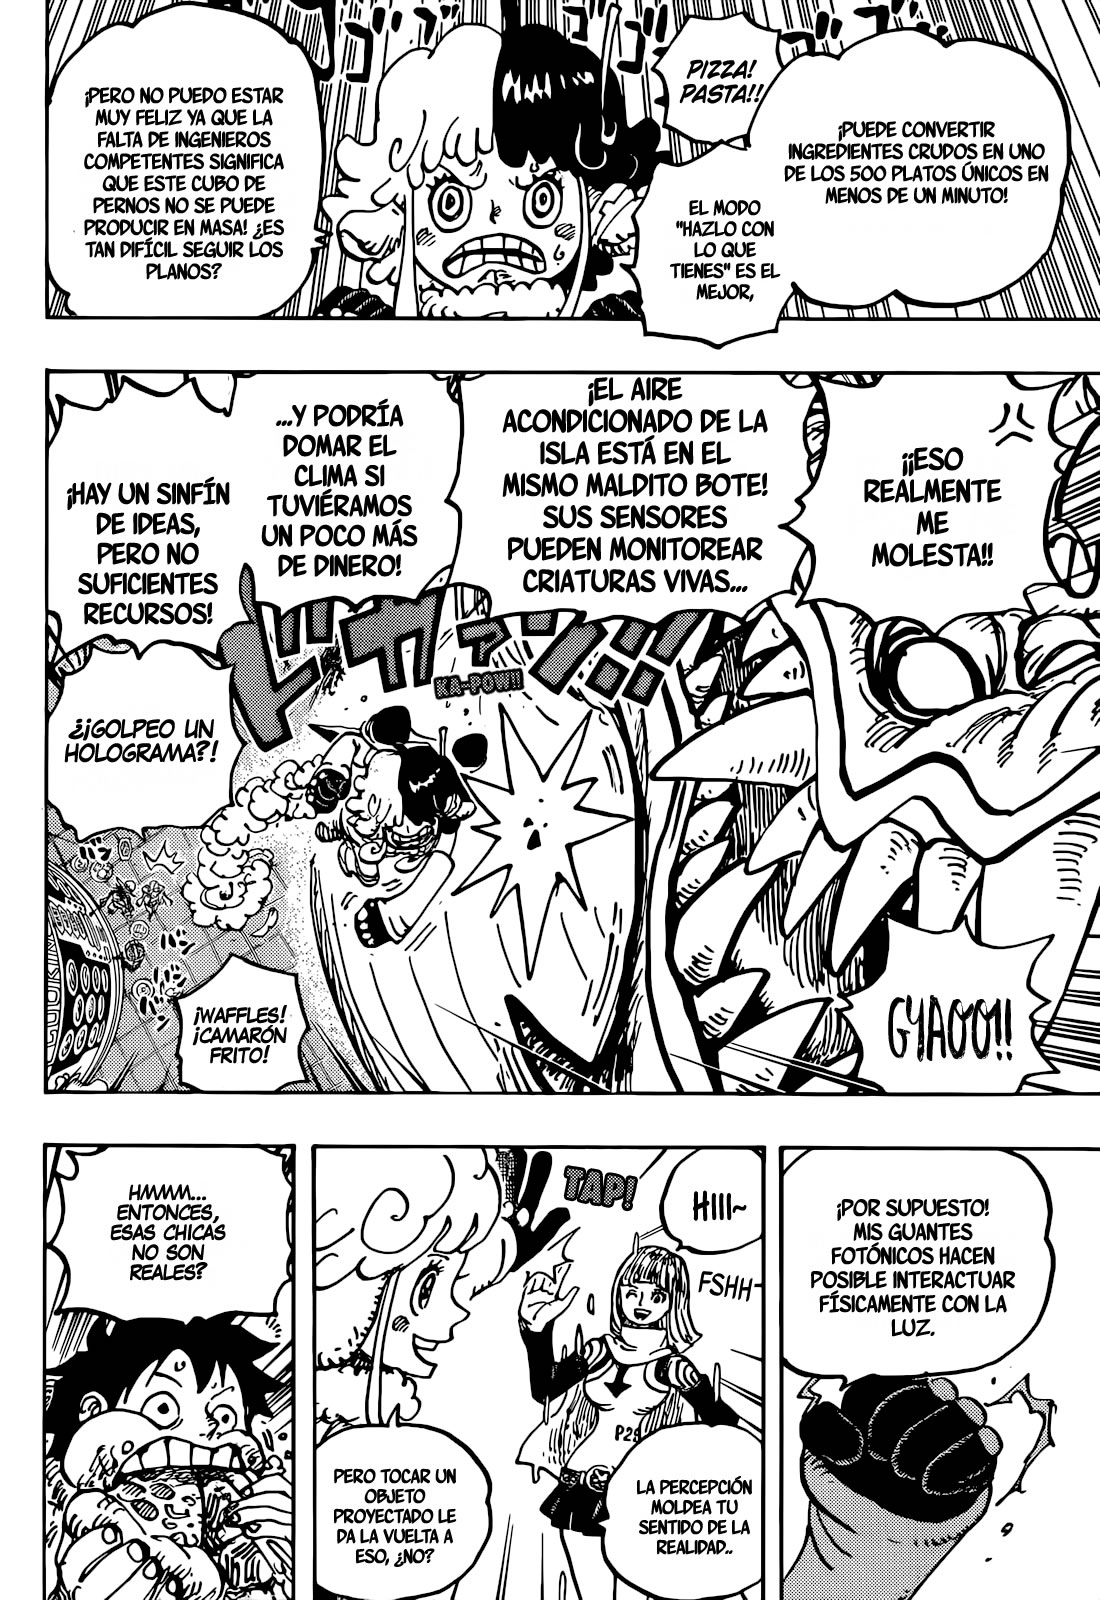 ¡PUEDE CONVERTIR
INGREDIENTES CRUDOS EN UNO
DE LOS 500 PLATOS ÚNICOS EN
MENOS DE UN MINUTO!
PIZZA!
PASTA!!
EL MODO
"HAZLO CON
LO QUE
TIENES" ES EL
MEJOR,
¡PERO NO PUEDO ESTAR
MUY FELIZ YA QUE LA
FALTA DE INGENIEROS
COMPETENTES SIGNIFICA
QUE ESTE CUBO DE
PERNOS NO SE PUEDE
PRODUCIR EN MASA! ¿ES
TAN DIFÍCIL SEGUIR LOS
PLANOS?
¡¡ESO
REALMENTE
ME
MOLESTA!!
¡EL AIRE
ACONDICIONADO DE LA
ISLA ESTÁ EN EL
MISMO MALDITO BOTE!
SUS SENSORES
PUEDEN MONITOREAR
CRIATURAS VIVAS...
...Y PODRÍA
DOMAR EL
CLIMA SI
TUVIÉRAMOS
UN POCO MÁS
DE DINERO!
¡HAY UN SINFÍN
DE IDEAS,
PERO NO
SUFICIENTES
RECURSOS!
ドガァン!!
KA-POW!!
¿¡GOLPEO UN
HOLOGRAMA?!
GYAOO!!
¡WAFFLES!
¡CAMARÓN
FRITO!
¡POR SUPUESTO!
MIS GUANTES
FOTÓNICOS HACEN
POSIBLE INTERACTUAR
FÍSICAMENTE CON LA
LUZ.
HIII~
TAP!
FSHH-
P25
LA PERCEPCIÓN
MOLDEA TU
SENTIDO DE LA
REALIDAD..
PERO TOCAR UN
OBJETO
PROYECTADO LE
DA LA VUELTA A
ESO, ¿NO?
HMMM...
ENTONCES,
ESAS CHICAS
NO SON
REALES?